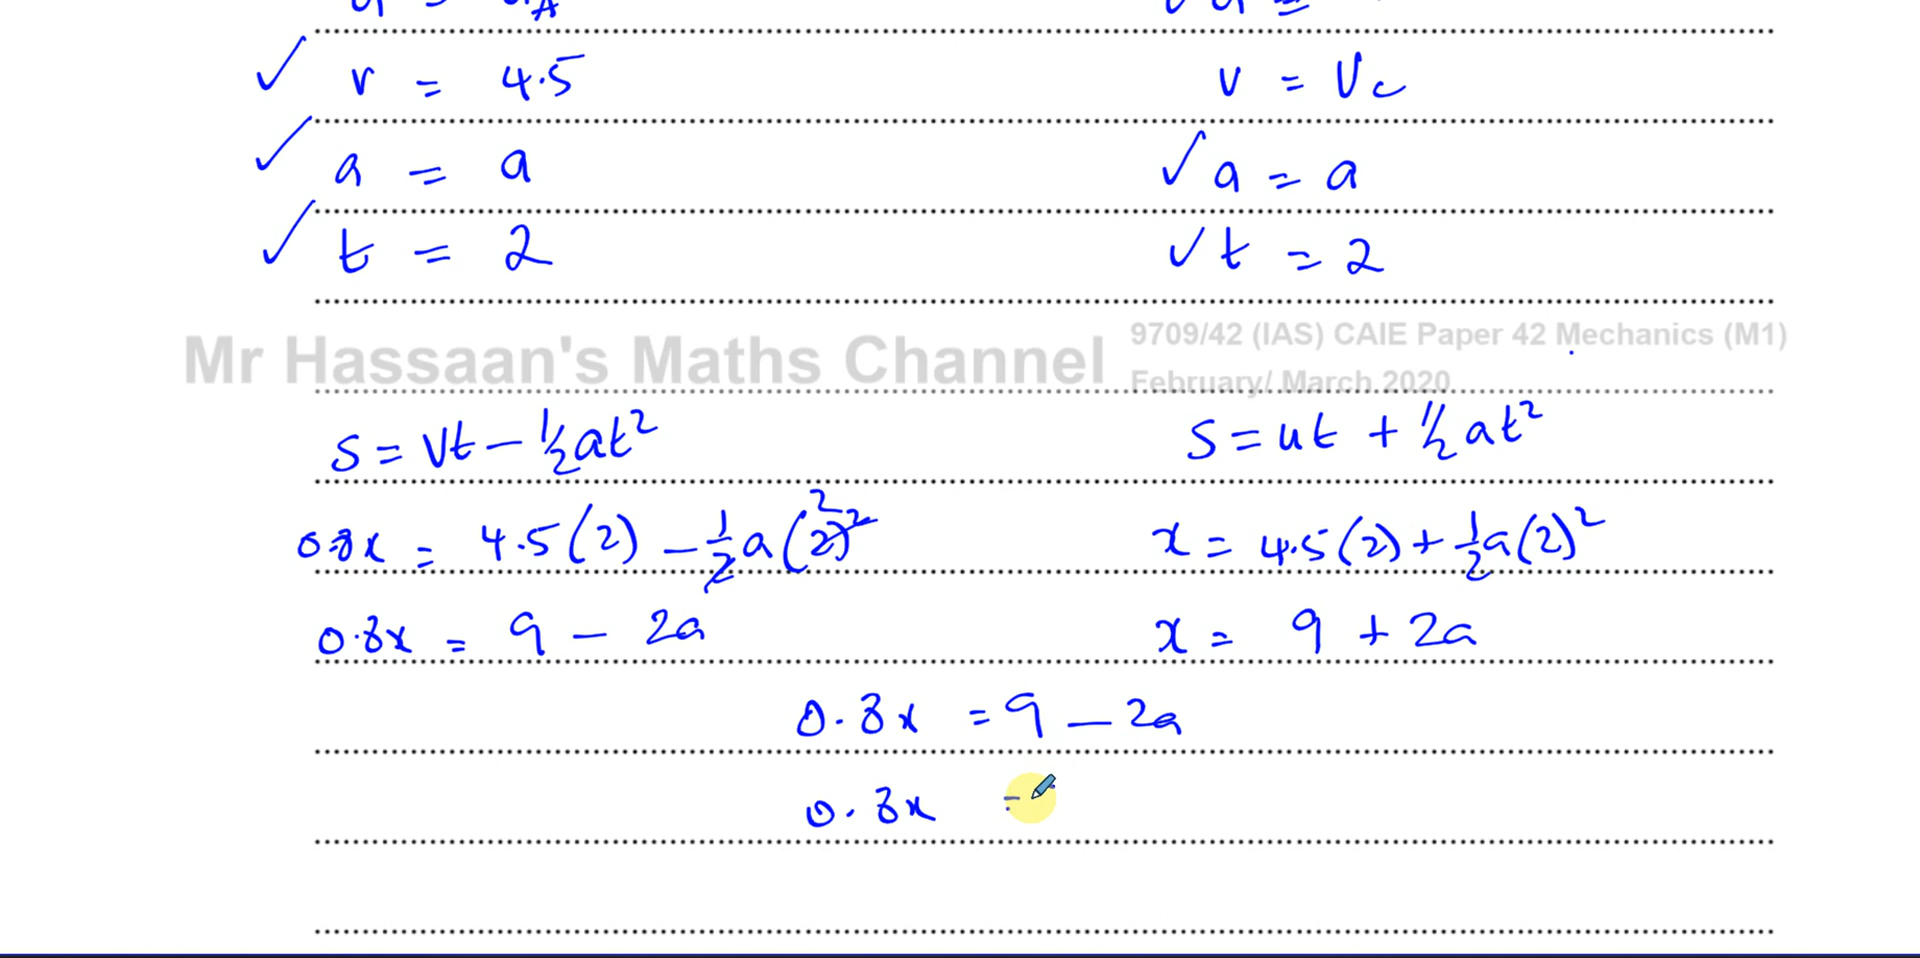 v = 4.5 v = Vc
a = a √ a = a
t = 2 √ t = 2
Mr Hassaan's Maths Channel 9709/42 (IAS) CAIE Paper 42 Mechanics (M1)
February/ March 2020
s = vt - ½at² s = ut + ½at²
0.8x = 4.5(2) - ½a(2)² x = 4.5(2) + ½a(2)²
0.8x = 9 - 2a x = 9 + 2a
0.8x = 9 - 2a
0.8x =